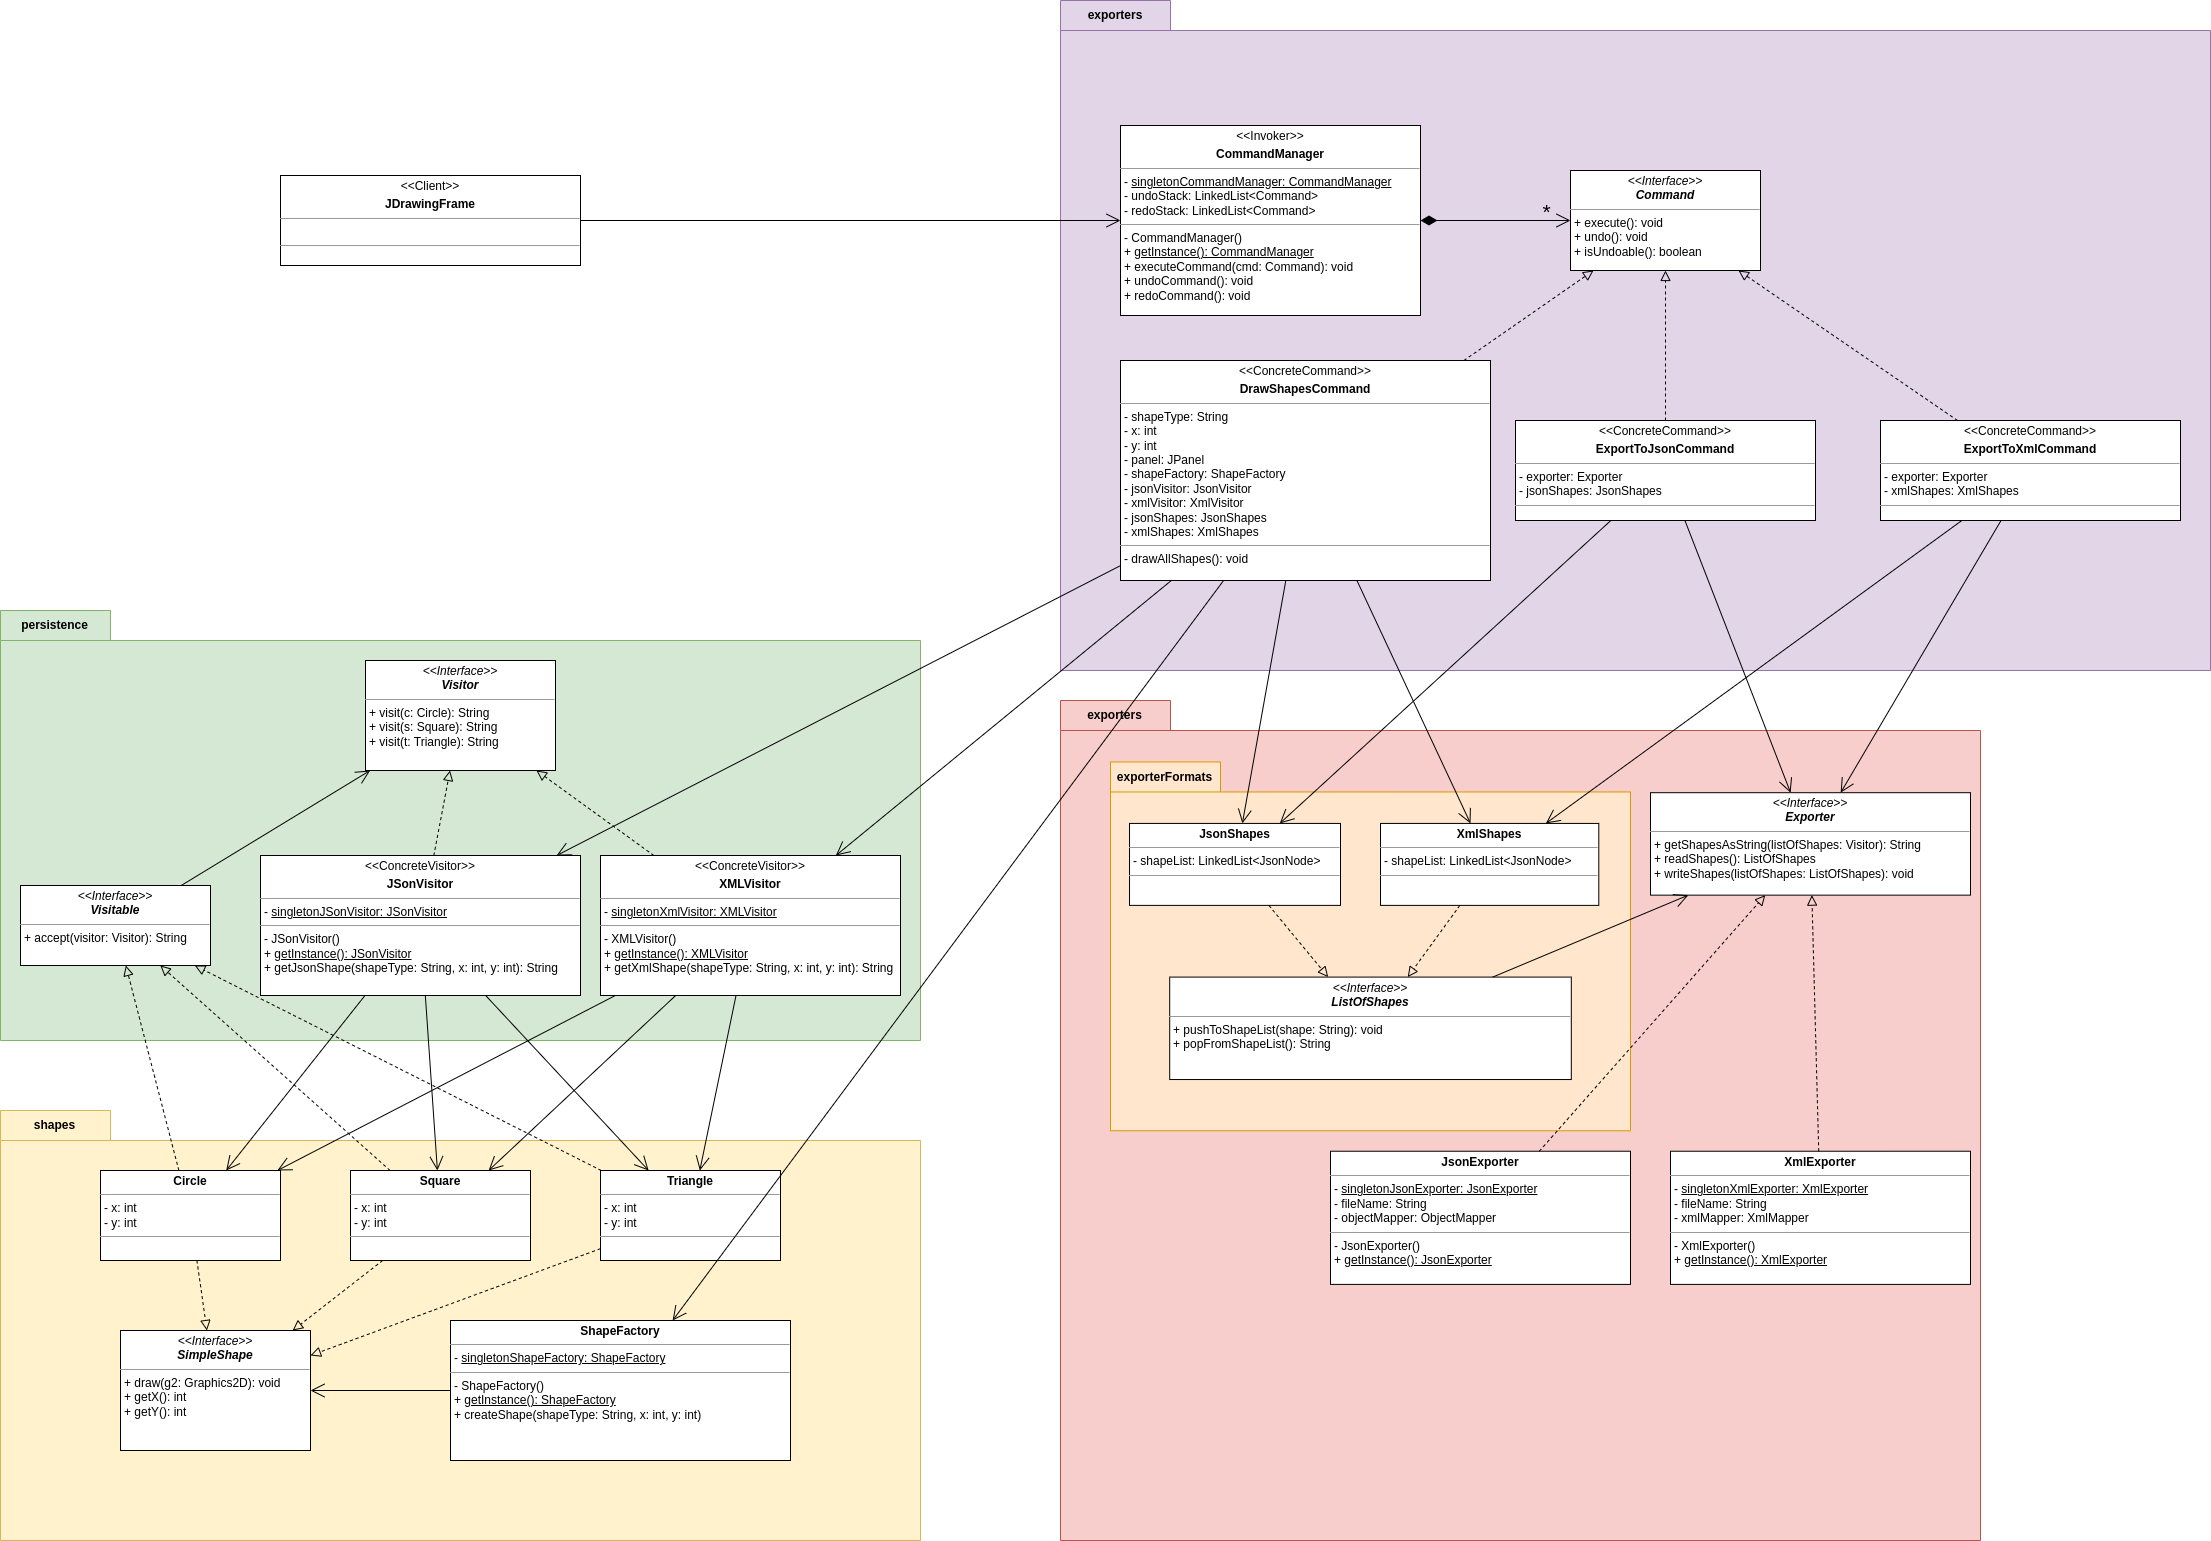 exporters
<<Invoker>>
CommandManager
- singletonCommandManager: CommandManager
- undoStack: LinkedList<Command>
- redoStack: LinkedList<Command>
- CommandManager()
+ getInstance(): CommandManager
+ executeCommand(cmd: Command): void
+ undoCommand(): void
+ redoCommand(): void
*
<<Interface>>
Command
+ execute(): void
+ undo(): void
+ isUndoable(): boolean
<<Client>>
JDrawingFrame
<<ConcreteCommand>>
DrawShapesCommand
- shapeType: String
- x: int
- y: int
- panel: JPanel
- shapeFactory: ShapeFactory
- jsonVisitor: JsonVisitor
- xmlVisitor: XmlVisitor
- jsonShapes: JsonShapes
- xmlShapes: XmlShapes
- drawAllShapes(): void
<<ConcreteCommand>>
ExportToJsonCommand
- exporter: Exporter
- jsonShapes: JsonShapes
<<ConcreteCommand>>
ExportToXmlCommand
- exporter: Exporter
- xmlShapes: XmlShapes
persistence
<<Interface>>
Visitor
+ visit(c: Circle): String
+ visit(s: Square): String
+ visit(t: Triangle): String
<<Interface>>
Visitable
+ accept(visitor: Visitor): String
<<ConcreteVisitor>>
JSonVisitor
- singletonJSonVisitor: JSonVisitor
- JSonVisitor()
+ getInstance(): JSonVisitor
+ getJsonShape(shapeType: String, x: int, y: int): String
<<ConcreteVisitor>>
XMLVisitor
- singletonXmlVisitor: XMLVisitor
- XMLVisitor()
+ getInstance(): XMLVisitor
+ getXmlShape(shapeType: String, x: int, y: int): String
exporters
exporterFormats
JsonShapes
- shapeList: LinkedList<JsonNode>
XmlShapes
- shapeList: LinkedList<JsonNode>
<<Interface>>
Exporter
+ getShapesAsString(listOfShapes: Visitor): String
+ readShapes(): ListOfShapes
+ writeShapes(listOfShapes: ListOfShapes): void
<<Interface>>
ListOfShapes
+ pushToShapeList(shape: String): void
+ popFromShapeList(): String
JsonExporter
- singletonJsonExporter: JsonExporter
- fileName: String
- objectMapper: ObjectMapper
- JsonExporter()
+ getInstance(): JsonExporter
XmlExporter
- singletonXmlExporter: XmlExporter
- fileName: String
- xmlMapper: XmlMapper
- XmlExporter()
+ getInstance(): XmlExporter
shapes
Circle
- x: int
- y: int
Square
- x: int
- y: int
Triangle
- x: int
- y: int
<<Interface>>
SimpleShape
+ draw(g2: Graphics2D): void
+ getX(): int
+ getY(): int
ShapeFactory
- singletonShapeFactory: ShapeFactory
- ShapeFactory()
+ getInstance(): ShapeFactory
+ createShape(shapeType: String, x: int, y: int)